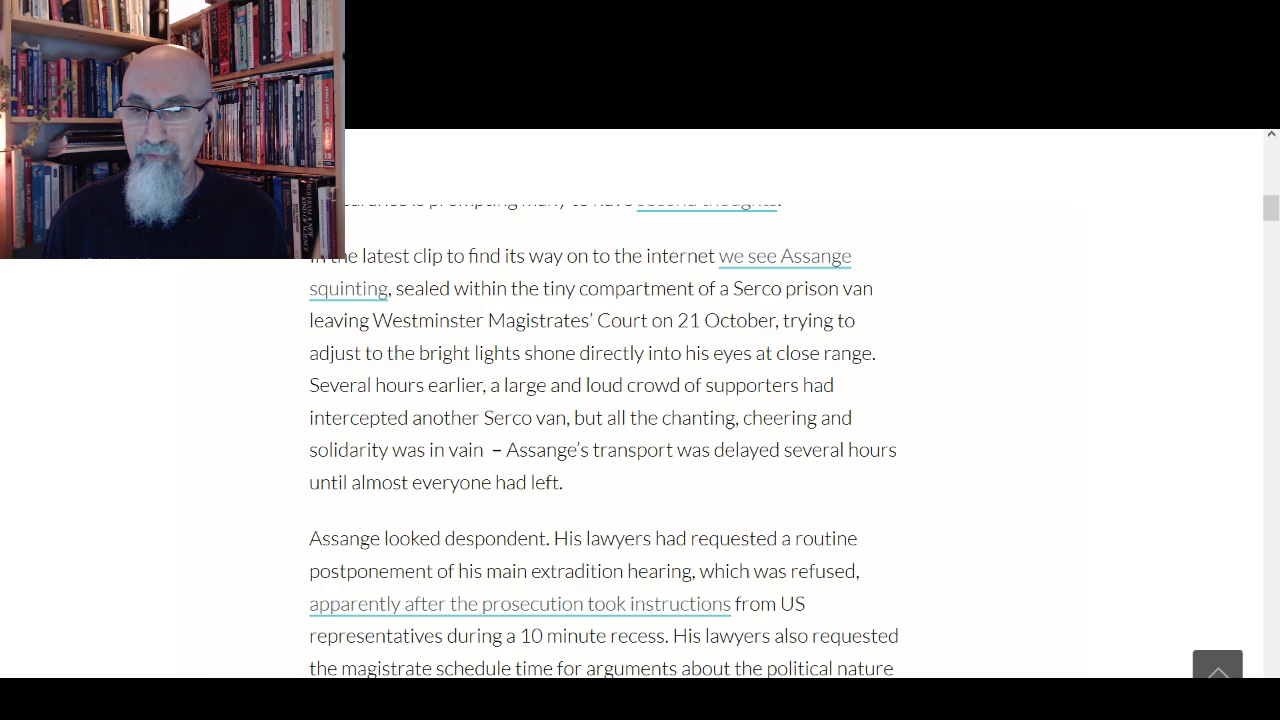 the latest clip to find its way on to the internet we see Assange
squinting, sealed within the tiny compartment of a Serco prison van
leaving Westminster Magistrates’ Court on 21 October, trying to
adjust to the bright lights shone directly into his eyes at close range.
Several hours earlier, a large and loud crowd of supporters had
intercepted another Serco van, but all the chanting, cheering and
solidarity was in vain – Assange’s transport was delayed several hours
until almost everyone had left.
Assange looked despondent. His lawyers had requested a routine
postponement of his main extradition hearing, which was refused,
apparently after the prosecution took instructions from US
representatives during a 10 minute recess. His lawyers also requested
the magistrate schedule time for arguments about the political nature